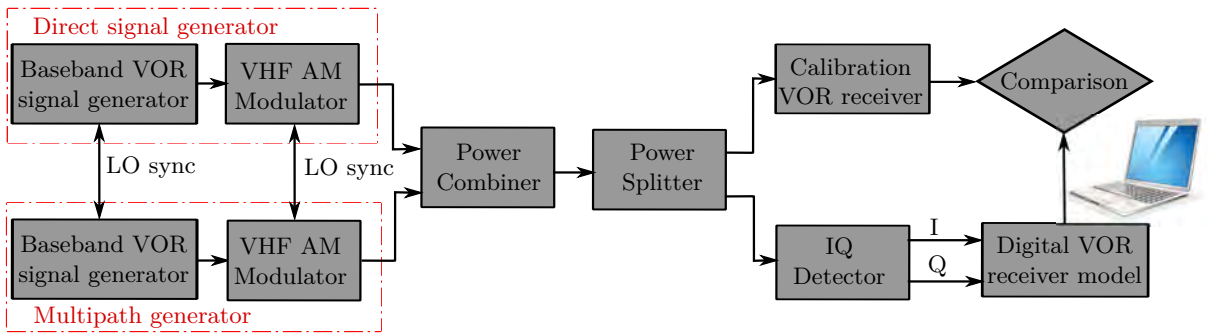 Direct signal generator
Baseband VOR
signal generator
VHF AM
Modulator
LO sync
LO sync
Baseband VOR
signal generator
VHF AM
Modulator
Multipath generator
Power
Combiner
Power
Splitter
Calibration
VOR receiver
Comparison
IQ
Detector
I
Q
Digital VOR
receiver model